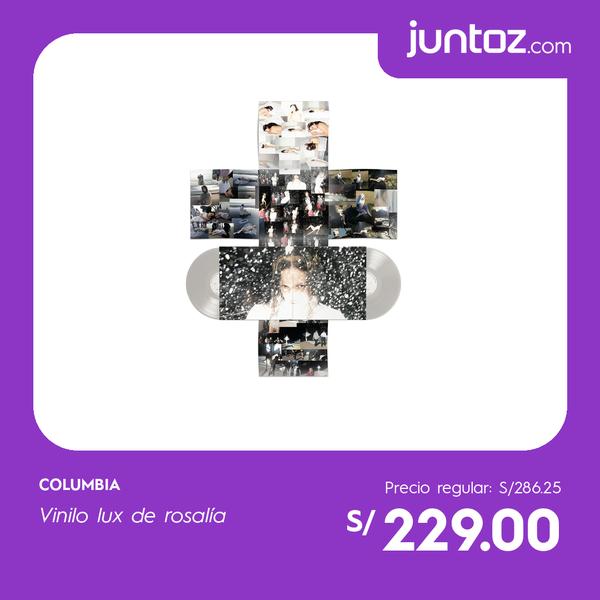 juntoz.com
COLUMBIA
Vinilo lux de rosalía
Precio regular: S/286.25
S/ 229.00